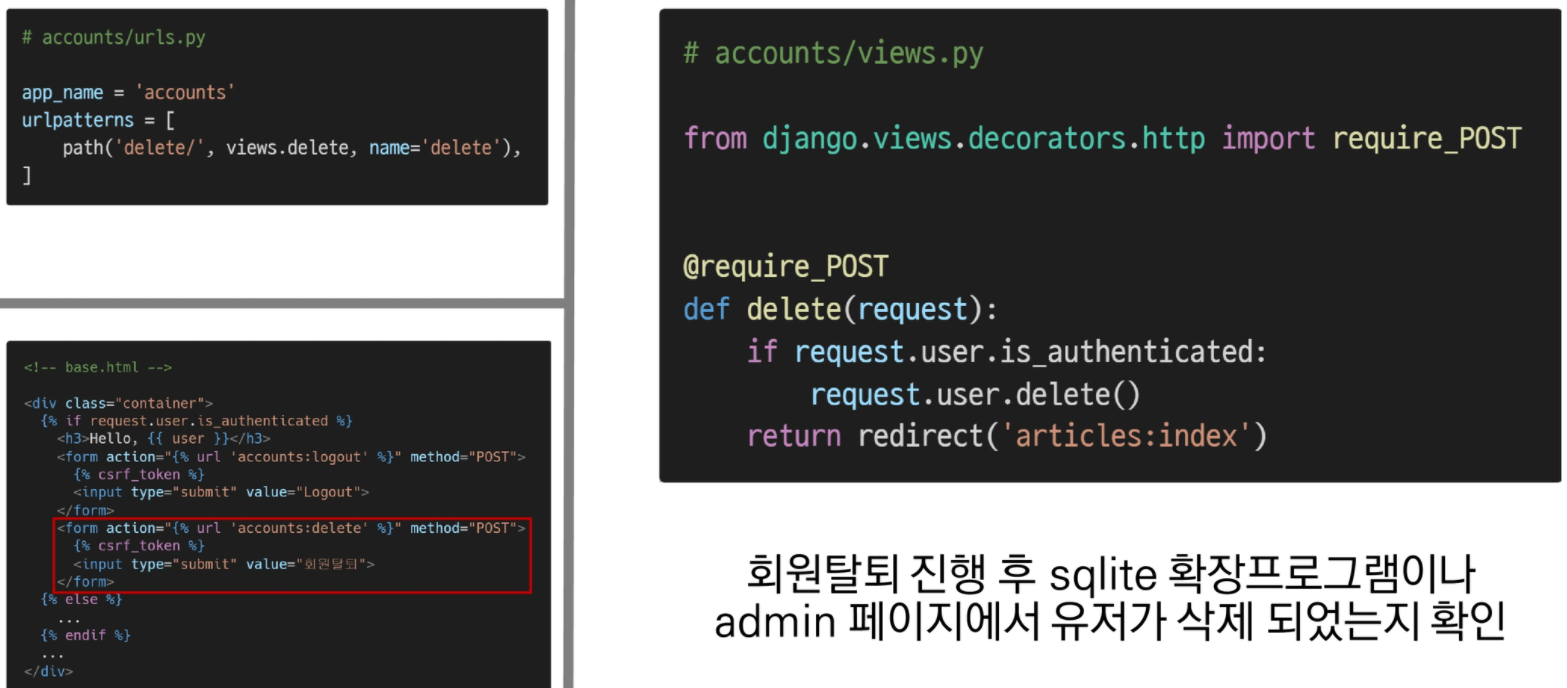 # accounts/urls.py
app_name = 'accounts'
urlpatterns = [
    path('delete/', views.delete, name='delete'),
]
<!-- base.html -->
<div class="container">
  {% if request.user.is_authenticated %}
    <h3>Hello, {{ user }}</h3>
    <form action="{% url 'accounts:logout' %}" method="POST">
      {% csrf_token %}
      <input type="submit" value="Logout">
    </form>
    <form action="{% url 'accounts:delete' %}" method="POST">
      {% csrf_token %}
      <input type="submit" value="회원탈퇴">
    </form>
  {% else %}
    ...
  {% endif %}
  ...
</div>
# accounts/views.py
from django.views.decorators.http import require_POST
@require_POST
def delete(request):
    if request.user.is_authenticated:
        request.user.delete()
    return redirect('articles:index')
회원탈퇴 진행 후 sqlite 확장프로그램이나
admin 페이지에서 유저가 삭제 되었는지 확인